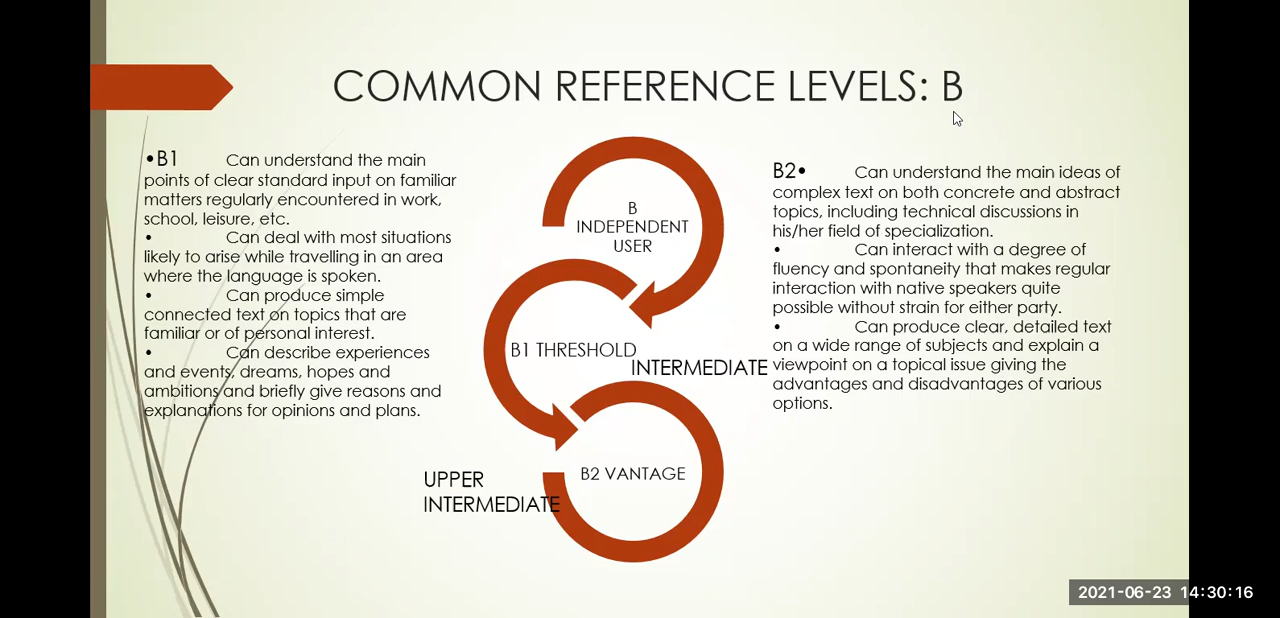 COMMON REFERENCE LEVELS: B
•B1 Can understand the main
points of clear standard input on familiar
matters regularly encountered in work,
school, leisure, etc.
• Can deal with most situations
likely to arise while travelling in an area
where the language is spoken.
• Can produce simple
connected text on topics that are
familiar or of personal interest.
• Can describe experiences
and events, dreams, hopes and
ambitions and briefly give reasons and
explanations for opinions and plans.
B
INDEPENDENT
USER
B1 THRESHOLD
INTERMEDIATE
B2 VANTAGE
UPPER
INTERMEDIATE
B2• Can understand the main ideas of
complex text on both concrete and abstract
topics, including technical discussions in
his/her field of specialization.
• Can interact with a degree of
fluency and spontaneity that makes regular
interaction with native speakers quite
possible without strain for either party.
• Can produce clear, detailed text
on a wide range of subjects and explain a
viewpoint on a topical issue giving the
advantages and disadvantages of various
options.
2021-06-23 14:30:16